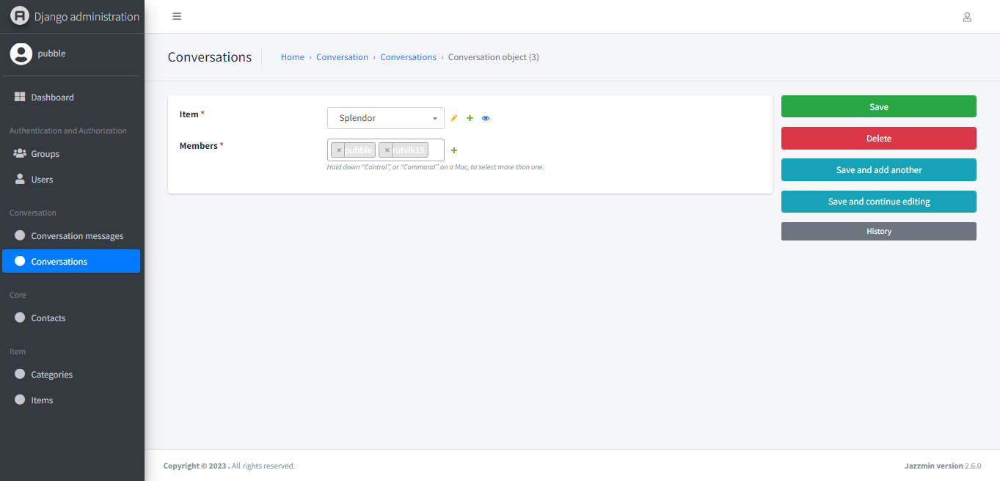 Django administration
pubble
Dashboard
Authentication and Authorization
Groups
Users
Conversation
Conversation messages
Conversations
Core
Contacts
Item
Categories
Items
Conversations
Home › Conversation › Conversations › Conversation object (3)
Item *
Splendor
Members *
× pubble × rutvik15
Hold down “Control”, or “Command” on a Mac, to select more than one.
Save
Delete
Save and add another
Save and continue editing
History
Copyright © 2023 . All rights reserved.
Jazzmin version 2.6.0